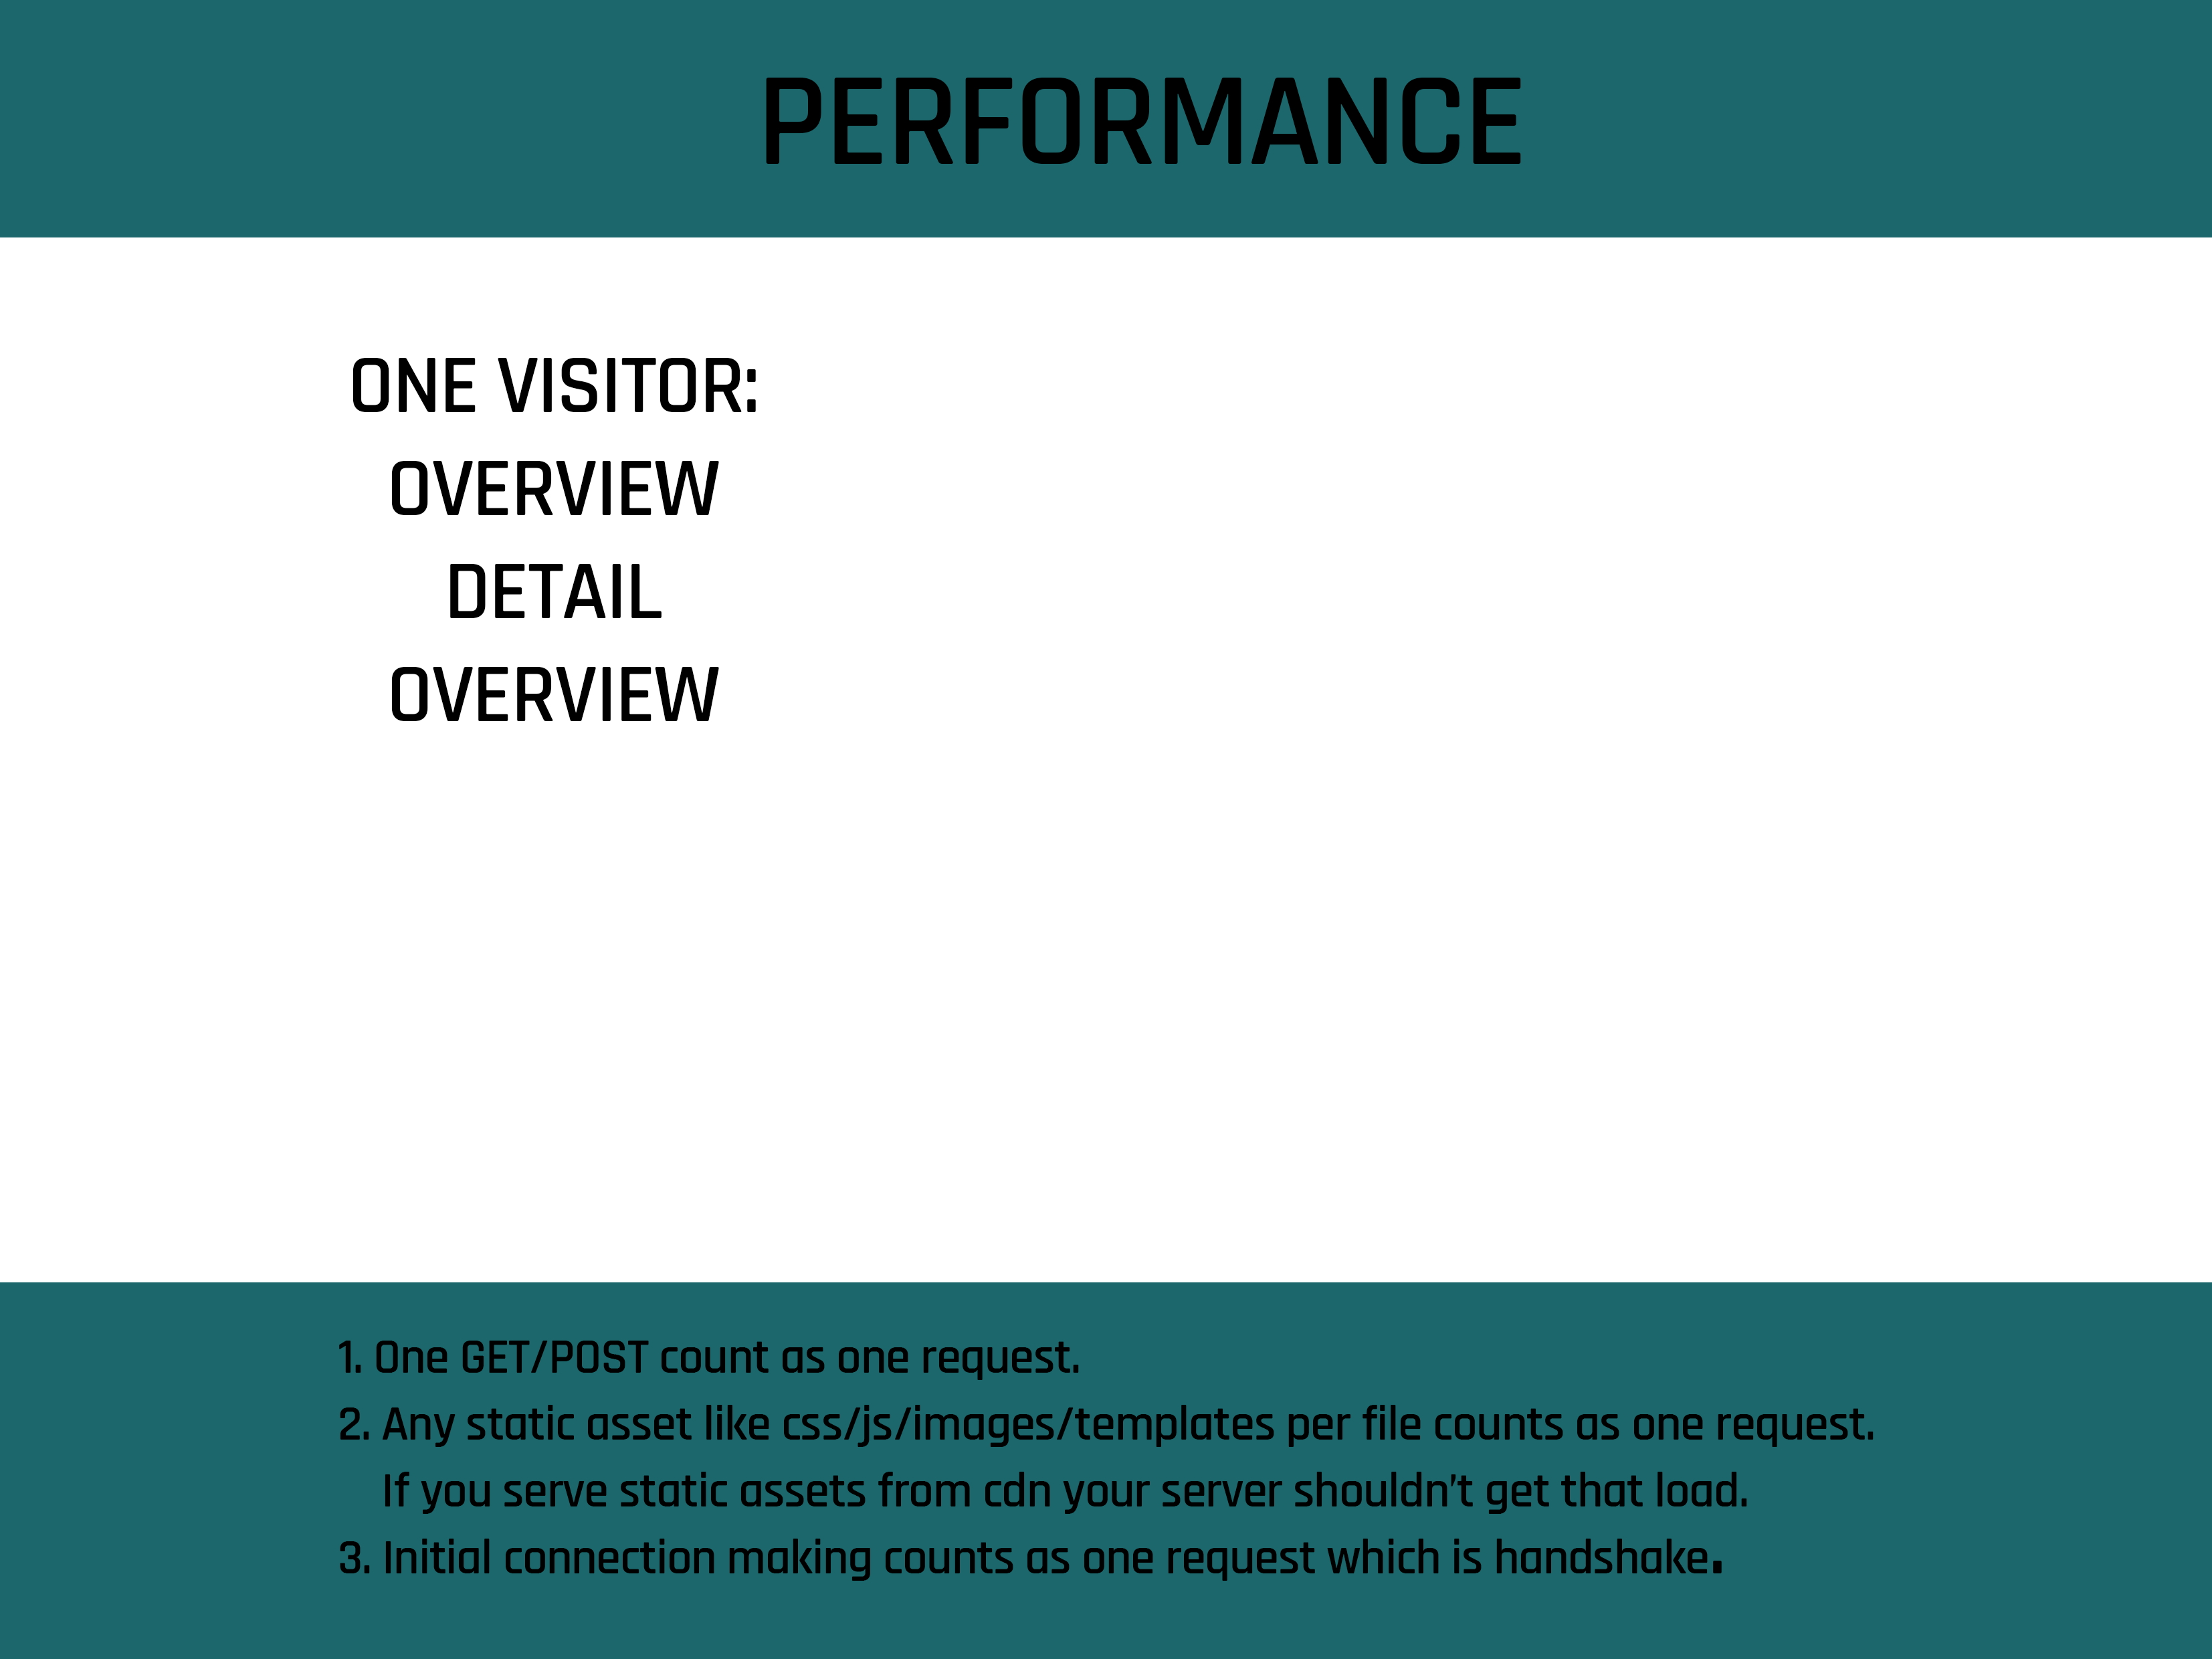 PERFORMANCE
ONE VISITOR:
OVERVIEW
DETAIL
OVERVIEW
1. One GET/POST count as one request.
2. Any static asset like css/js/images/templates per file counts as one request.
If you serve static assets from cdn your server shouldn't get that load.
3. Initial connection making counts as one request which is handshake.